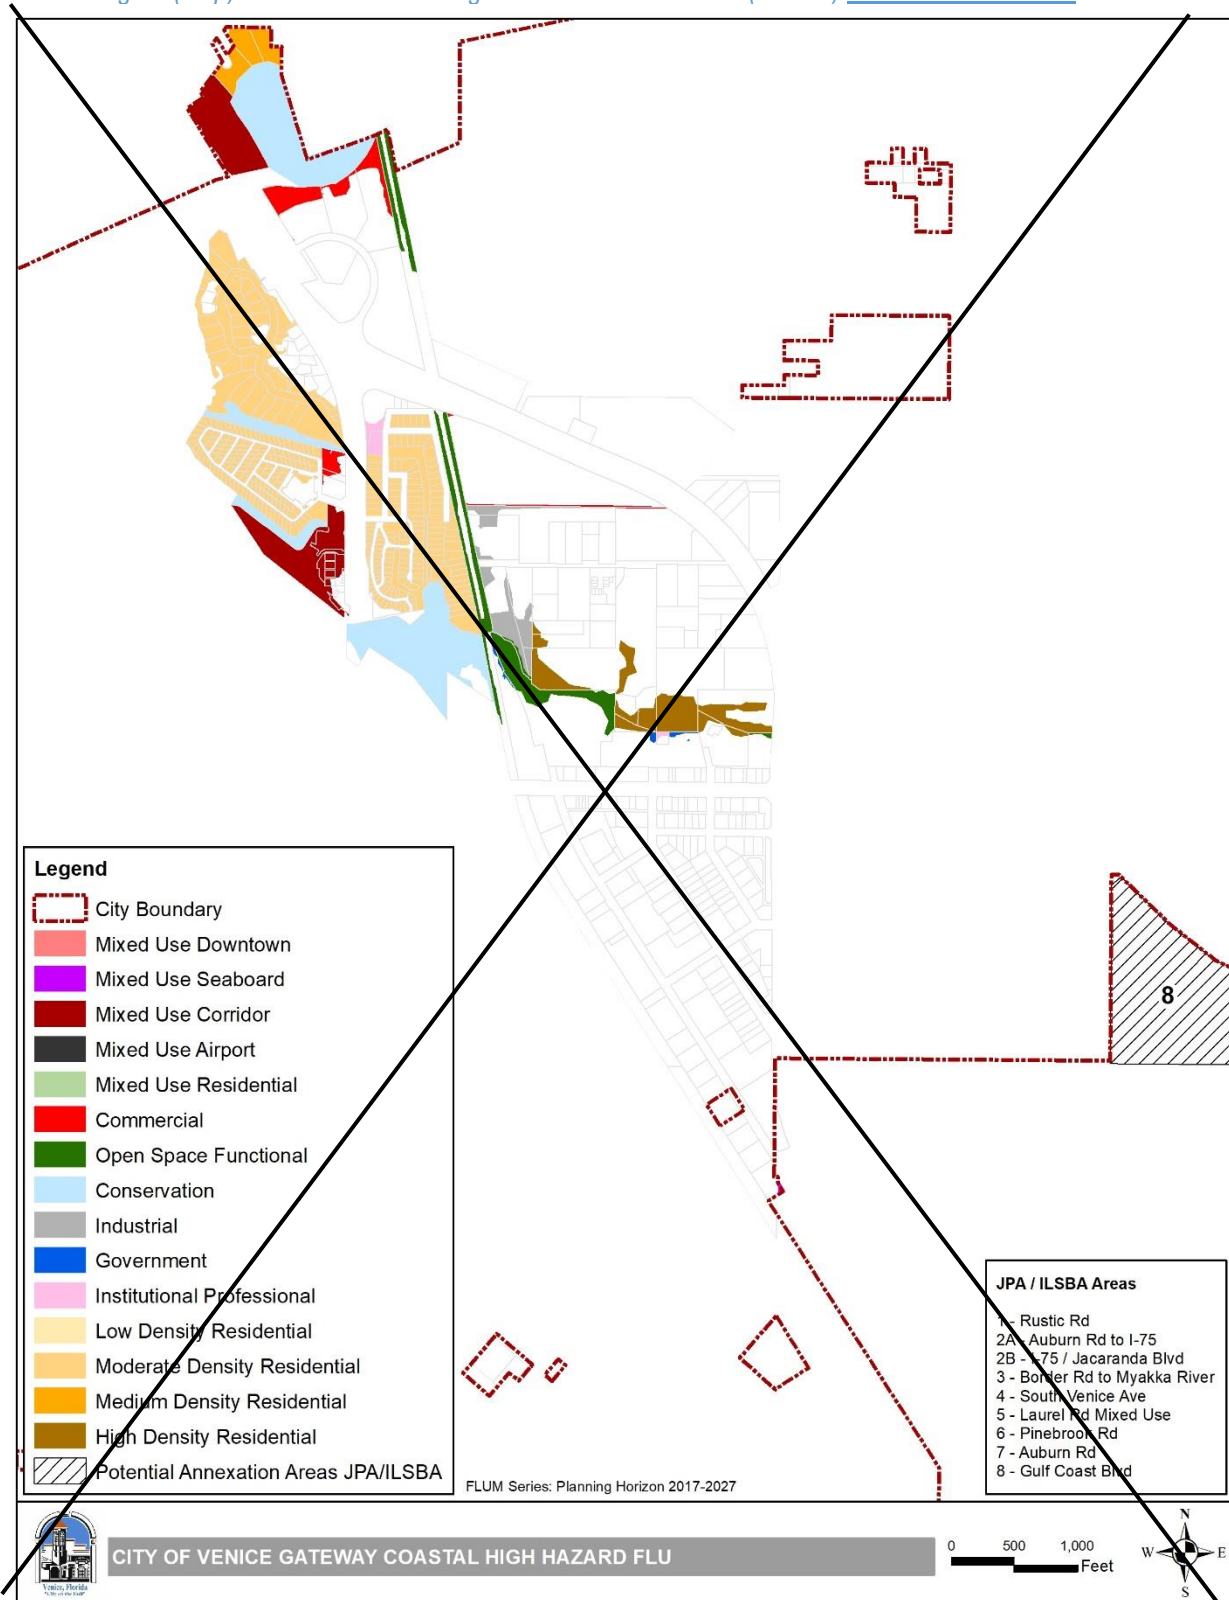 8
Legend
City Boundary
Mixed Use Downtown
Mixed Use Seaboard
Mixed Use Corridor
Mixed Use Airport
Mixed Use Residential
Commercial
Open Space Functional
Conservation
Industrial
Government
Institutional Professional
Low Density Residential
Moderate Density Residential
Medium Density Residential
High Density Residential
Potential Annexation Areas JPA/ILSBA
FLUM Series: Planning Horizon 2017-2027
JPA / ILSBA Areas
1 - Rustic Rd
2A - Auburn Rd to I-75
2B - I-75 / Jacaranda Blvd
3 - Border Rd to Myakka River
4 - South Venice Ave
5 - Laurel Rd Mixed Use
6 - Pinebrook Rd
7 - Auburn Rd
8 - Gulf Coast Blvd
Venice, Florida
CITY OF VENICE GATEWAY COASTAL HIGH HAZARD FLU
0 500 1,000
Feet
N
W E
S